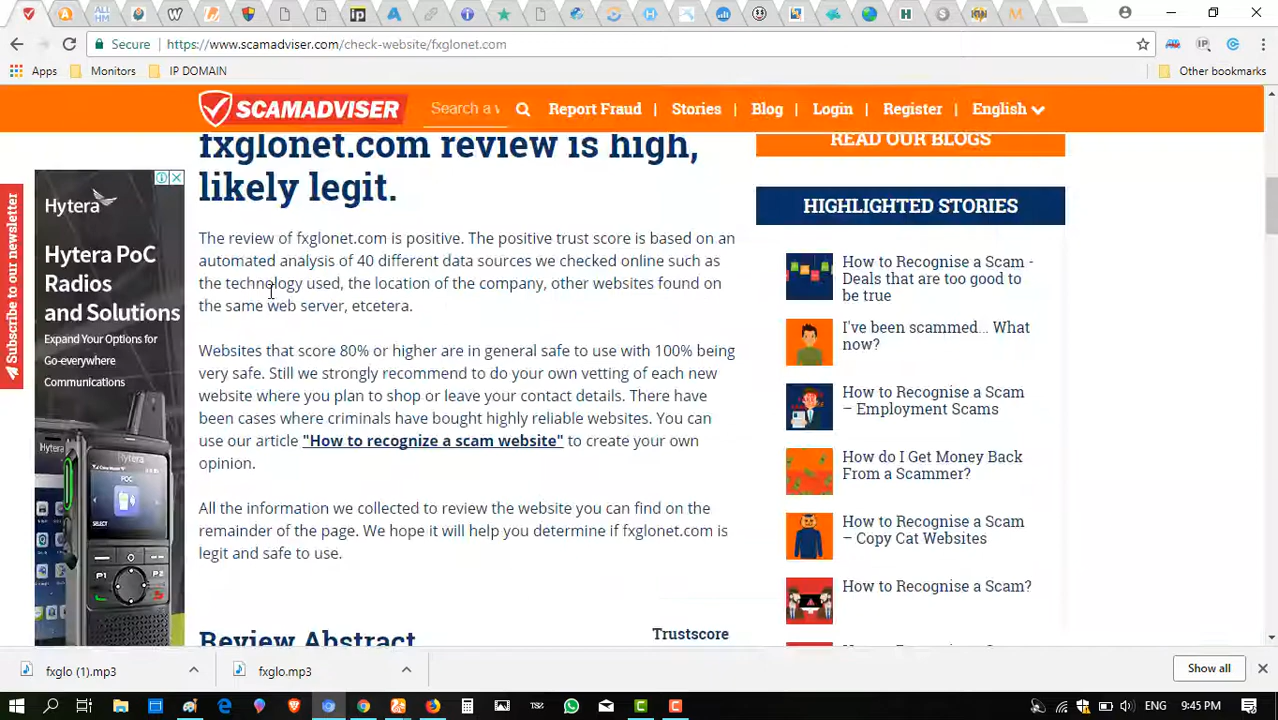 Secure https://www.scamadviser.com/check-website/fxglonet.com
Apps Monitors IP DOMAIN Other bookmarks
SCAMADVISER Search a w Report Fraud | Stories | Blog | Login | Register | English
fxglonet.com review is high,
likely legit.
The review of fxglonet.com is positive. The positive trust score is based on an
automated analysis of 40 different data sources we checked online such as
the technology used, the location of the company, other websites found on
the same web server, etcetera.
Websites that score 80% or higher are in general safe to use with 100% being
very safe. Still we strongly recommend to do your own vetting of each new
website where you plan to shop or leave your contact details. There have
been cases where criminals have bought highly reliable websites. You can
use our article "How to recognize a scam website" to create your own
opinion.
All the information we collected to review the website you can find on the
remainder of the page. We hope it will help you determine if fxglonet.com is
legit and safe to use.
Review Abstract
Trustscore
READ OUR BLOGS
HIGHLIGHTED STORIES
How to Recognise a Scam -
Deals that are too good to
be true
I've been scammed... What
now?
How to Recognise a Scam
– Employment Scams
How do I Get Money Back
From a Scammer?
How to Recognise a Scam
– Copy Cat Websites
How to Recognise a Scam?
Subscribe to our newsletter
Hytera
Hytera PoC
Radios
and Solutions
Expand Your Options for
Go-everywhere
Communications
Hytera
POC
SELECT
P1 P2
fxglo (1).mp3
fxglo.mp3
Show all
ENG 9:45 PM